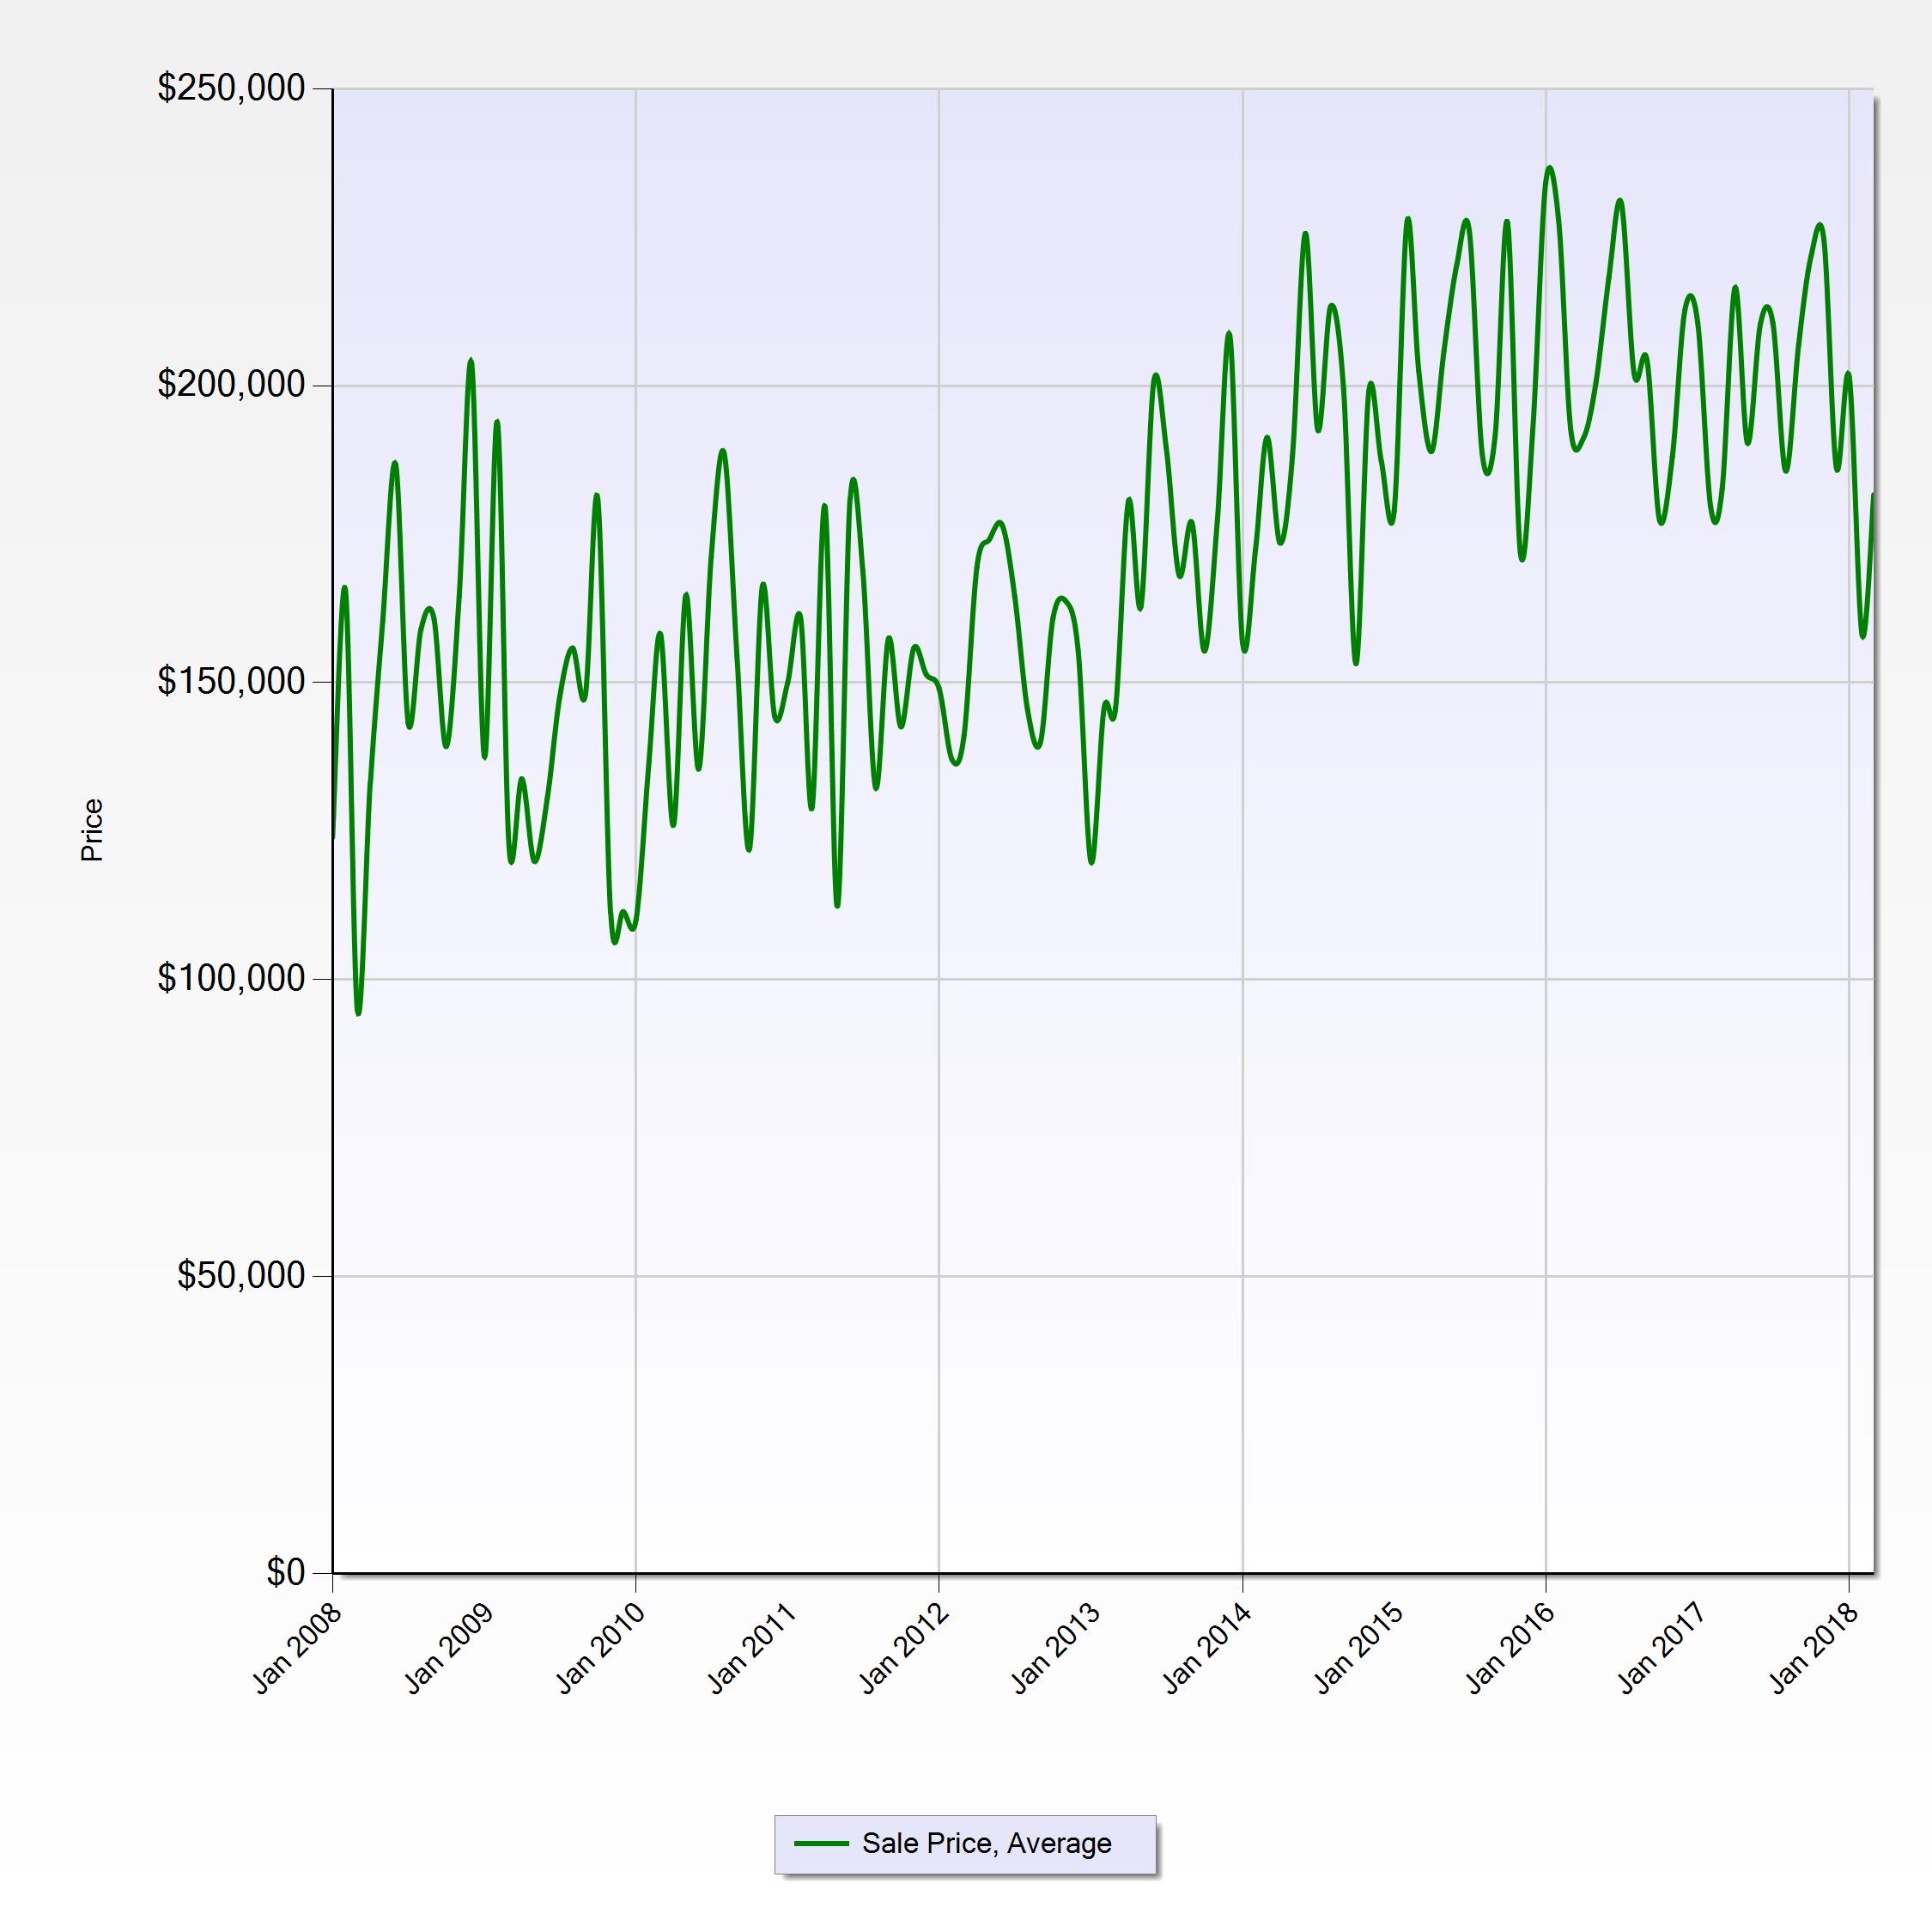 $250,000
$200,000
$150,000
$100,000
$50,000
$0
Price
Jan 2008
Jan 2009
Jan 2010
Jan 2011
Jan 2012
Jan 2013
Jan 2014
Jan 2015
Jan 2016
Jan 2017
Jan 2018
Sale Price, Average